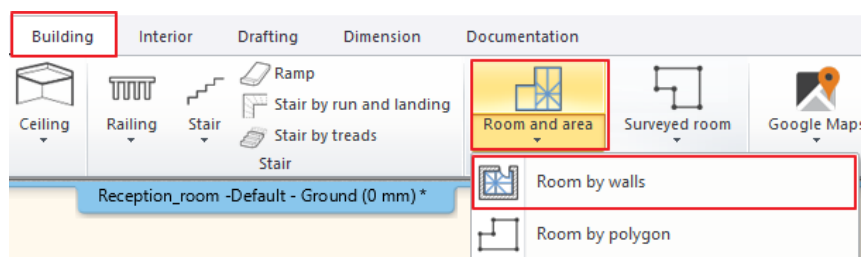 Building Interior Drafting Dimension Documentation
Ramp
Stair by run and landing
Ceiling Railing Stair Stair by treads Room and area Surveyed room Google Maps
Stair
Room by walls
Reception_room -Default - Ground (0 mm) *
Room by polygon